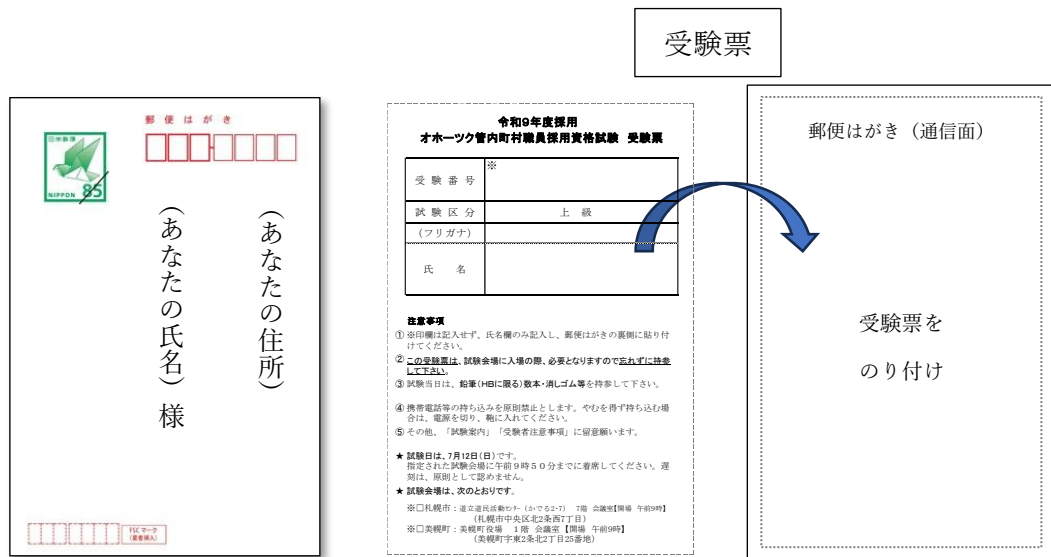 受験票
郵便はがき
日本郵便
NIPPON 85
(あなたの住所)
(あなたの氏名) 様
FSCマーク
(業者挿入)
令和9年度採用
オホーツク管内町村職員採用資格試験 受験票
受験番号 ※
試験区分 上級
(フリガナ)
氏名
注意事項
① ※印欄は記入せず、氏名欄のみ記入し、郵便はがきの裏側に貼り付
けてください。
② この受験票は、試験会場に入場の際、必要となりますので忘れずに持参
して下さい。
③ 試験当日は、鉛筆(HBに限る)数本・消しゴム等を持参して下さい。
④ 携帯電話等の持ち込みを原則禁止とします。やむを得ず持ち込む場
合は、電源を切り、鞄に入れてください。
⑤ その他、「試験案内」「受験者注意事項」に留意願います。
★ 試験日は、7月12日(日)です。
指定された試験会場に午前9時50分までに着席してください。遅
刻は、原則として認めません。
★ 試験会場は、次のとおりです。
※□札幌市：道立道民活動センター(かでる2・7) 7階 会議室【開場 午前9時】
(札幌市中央区北2条西7丁目)
※□美幌町：美幌町役場 1階 会議室【開場 午前9時】
(美幌町字東2条北2丁目25番地)
郵便はがき（通信面）
受験票を
のり付け